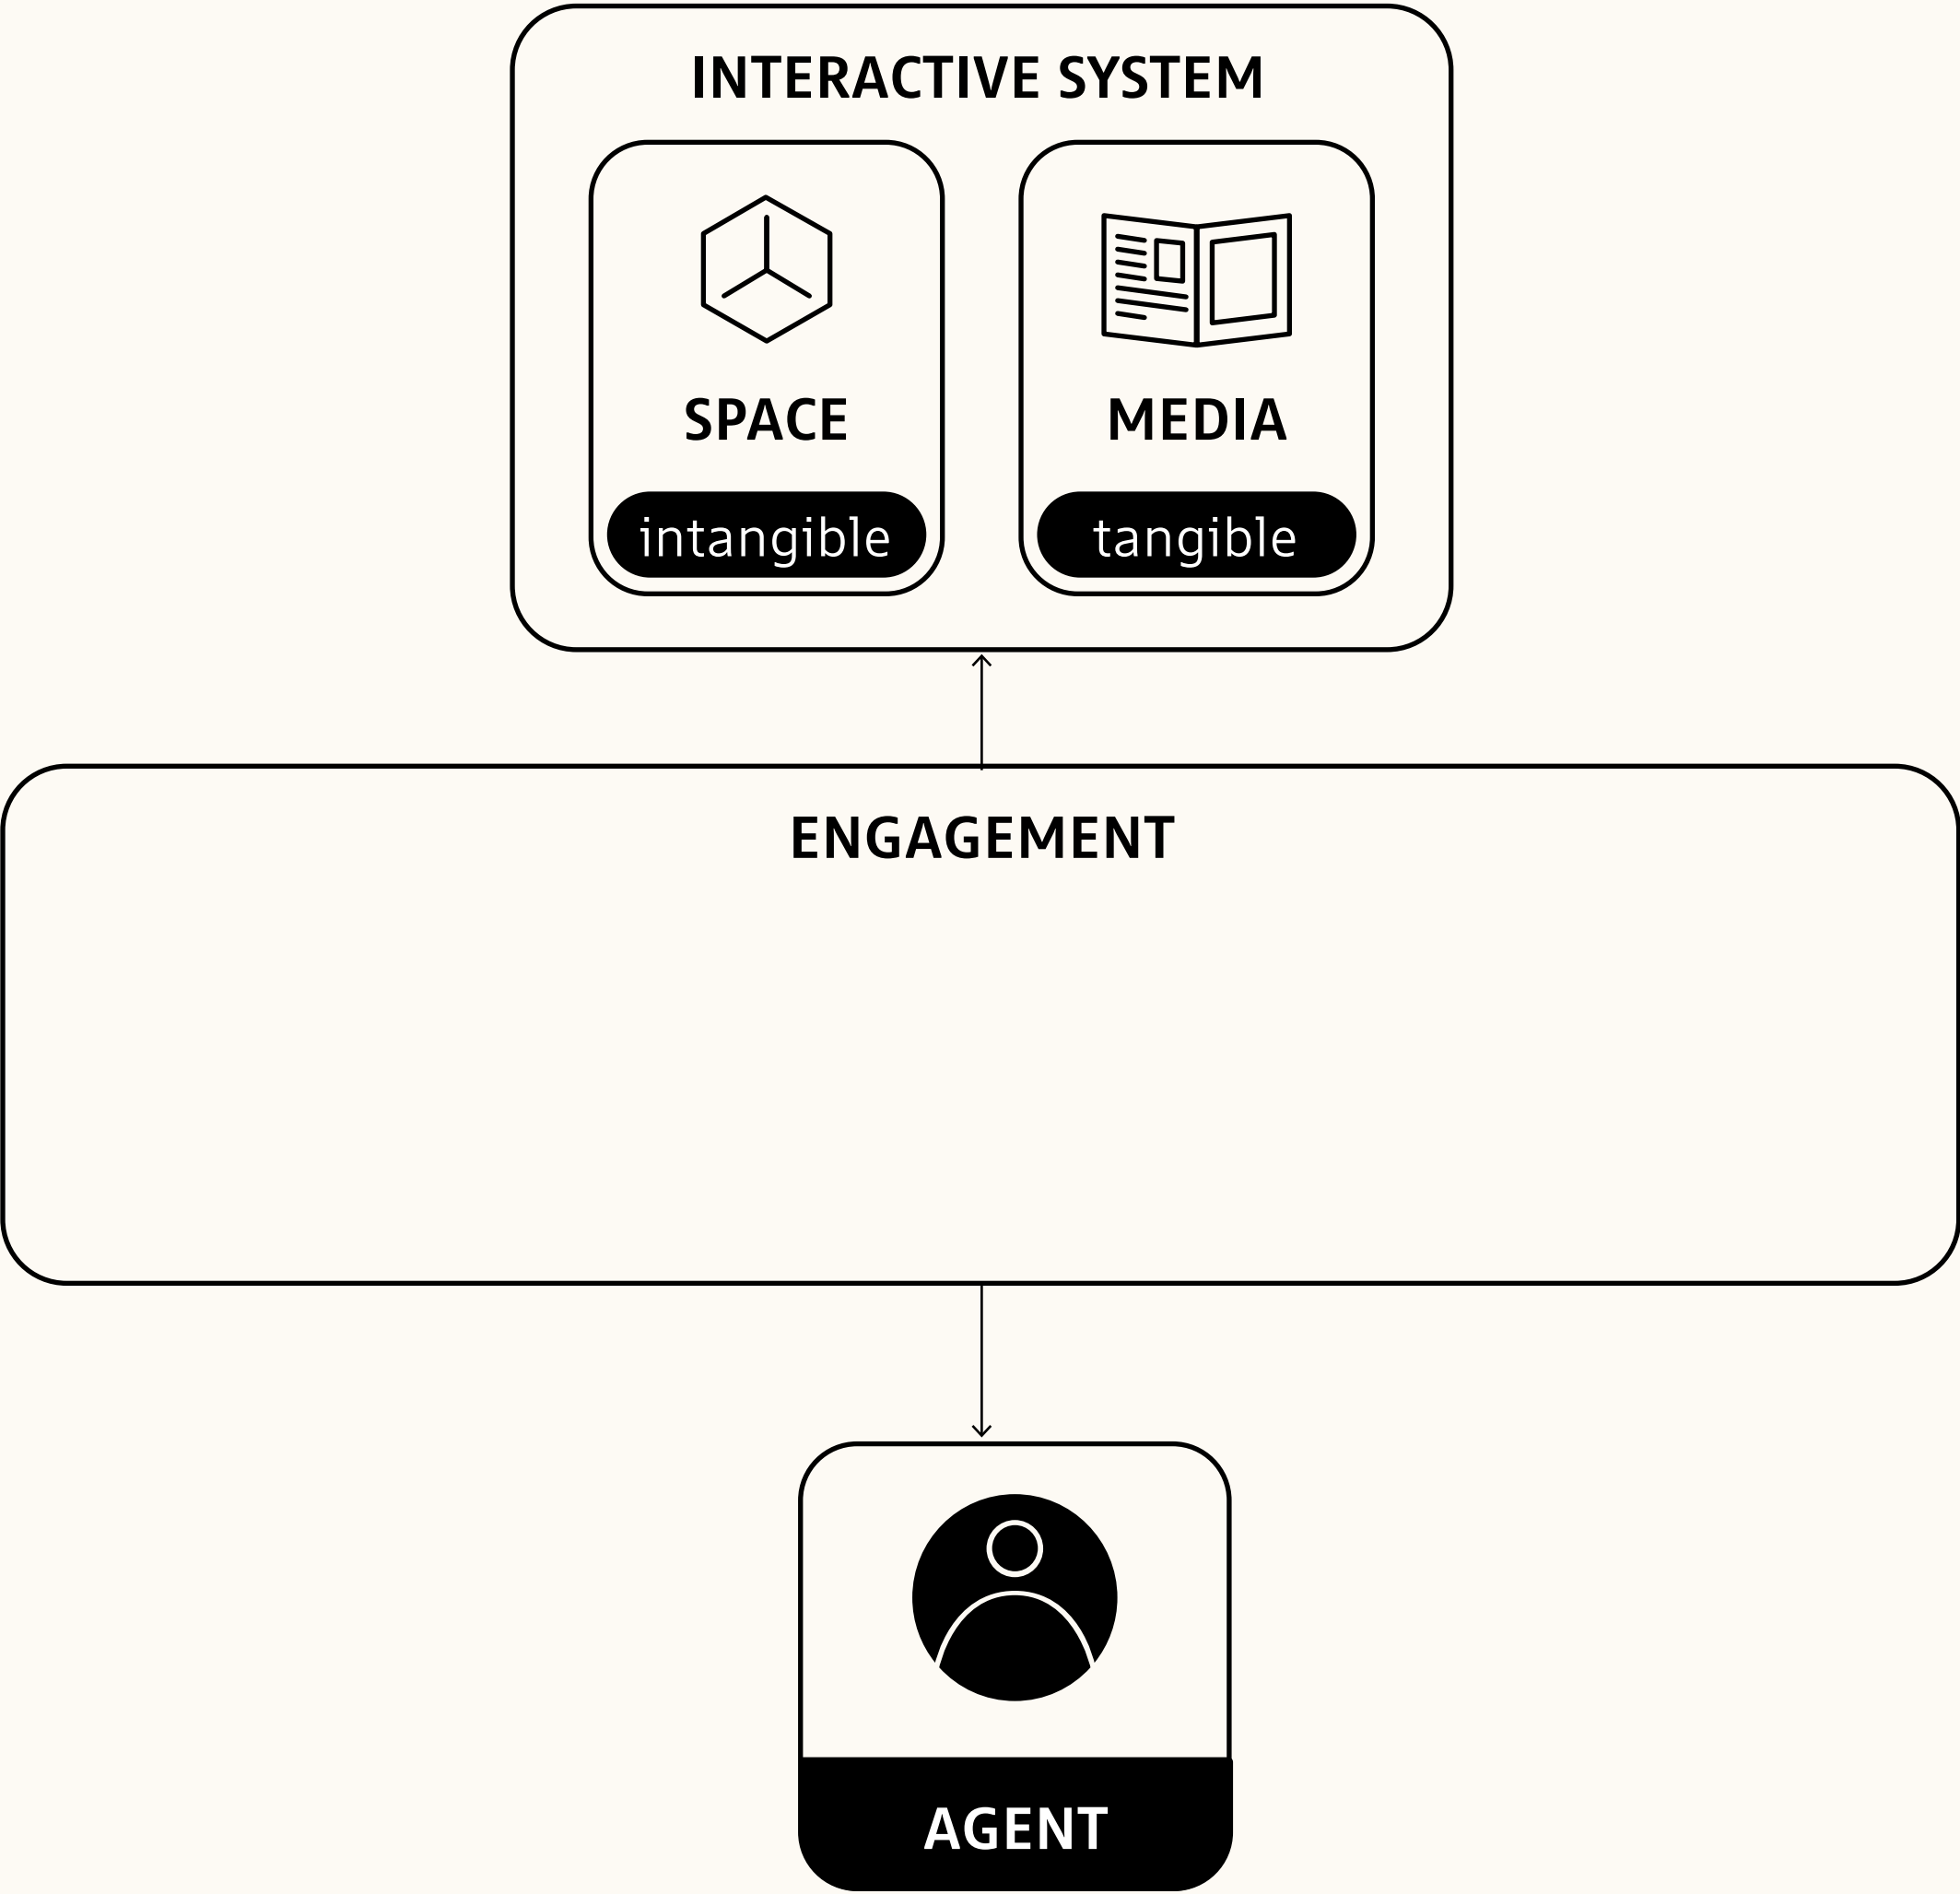 INTERACTIVE SYSTEM
SPACE
intangible
MEDIA
tangible
ENGAGEMENT
AGENT